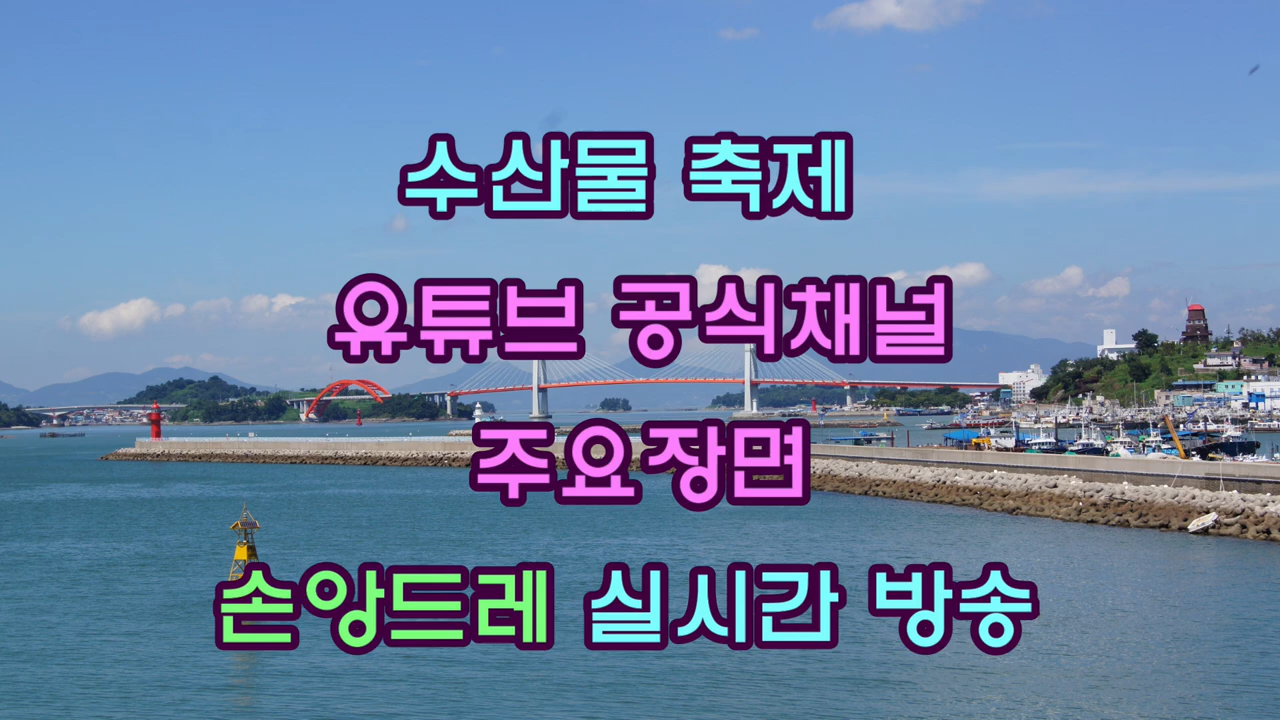 수산물 축제
유튜브 공식채널
주요장면
손앙드레 실시간 방송